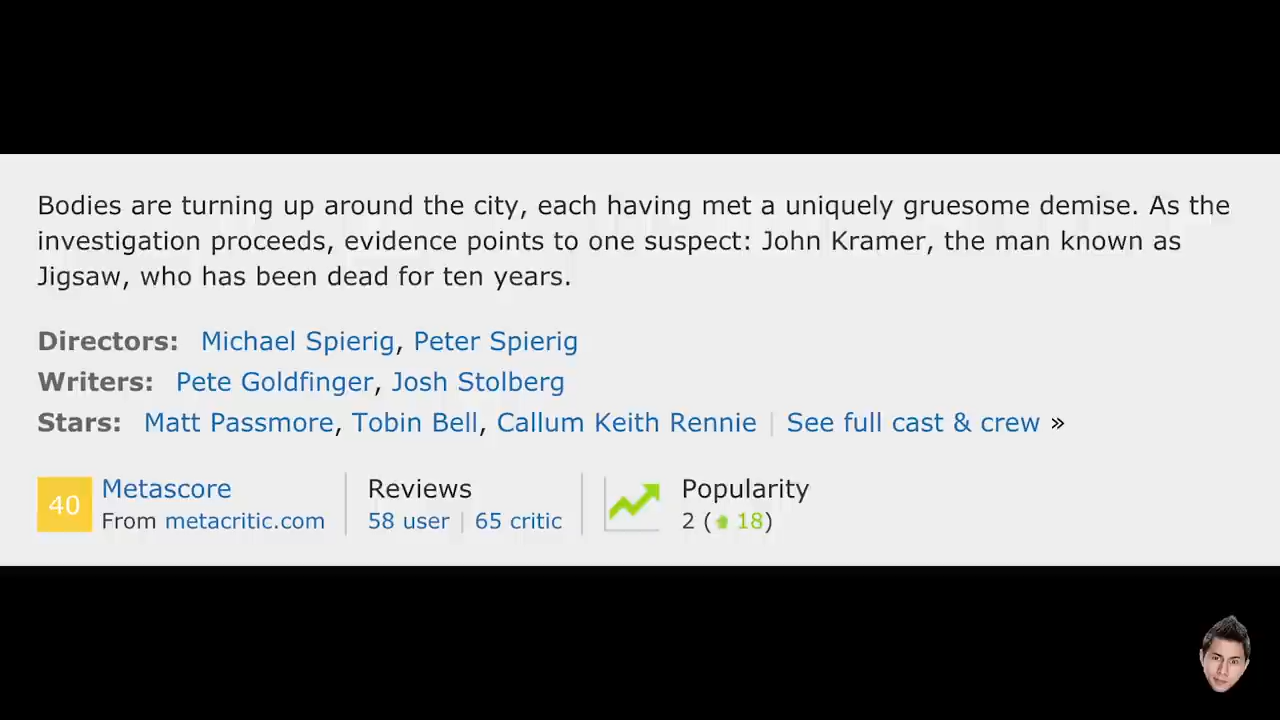 Bodies are turning up around the city, each having met a uniquely gruesome demise. As the
investigation proceeds, evidence points to one suspect: John Kramer, the man known as
Jigsaw, who has been dead for ten years.
Directors: Michael Spierig, Peter Spierig
Writers: Pete Goldfinger, Josh Stolberg
Stars: Matt Passmore, Tobin Bell, Callum Keith Rennie | See full cast & crew »
40 Metascore
From metacritic.com
Reviews
58 user | 65 critic
Popularity
2 (18)